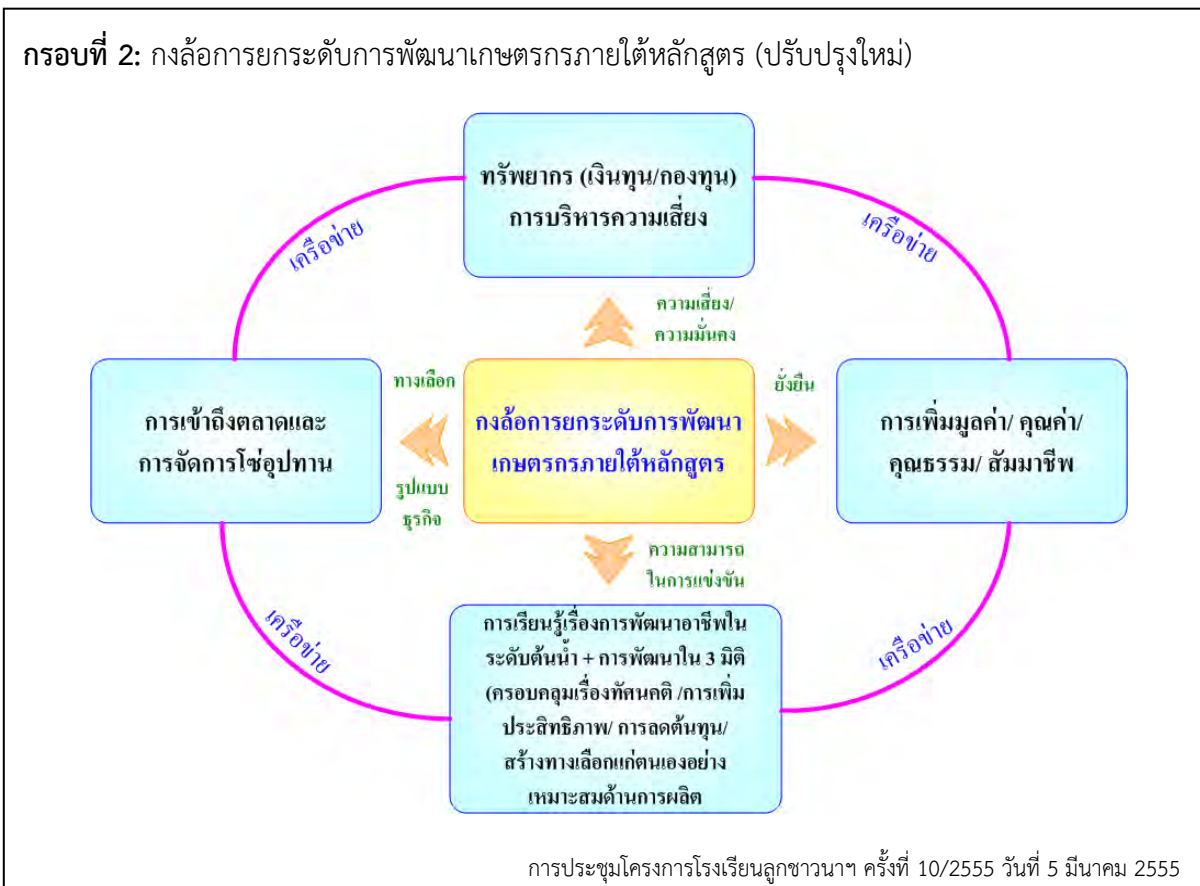 กรอบที่ 2: กงล้อการยกระดับการพัฒนาเกษตรกรภายใต้หลักสูตร (ปรับปรุงใหม่)
ทรัพยากร (เงินทุน/กองทุน)
การบริหารความเสี่ยง
เครือข่าย
เครือข่าย
ความเสี่ยง/
ความมั่นคง
การเข้าถึงตลาดและ
การจัดการโซ่อุปทาน
ทางเลือก
รูปแบบ
ธุรกิจ
กงล้อการยกระดับการพัฒนา
เกษตรกรภายใต้หลักสูตร
ยั่งยืน
การเพิ่มมูลค่า/ คุณค่า/
คุณธรรม/ สัมมาชีพ
ความสามารถ
ในการแข่งขัน
เครือข่าย
เครือข่าย
การเรียนรู้เรื่องการพัฒนาอาชีพใน
ระดับต้นน้ำ + การพัฒนาใน 3 มิติ
(ครอบคลุมเรื่องทัศนคติ /การเพิ่ม
ประสิทธิภาพ/ การลดต้นทุน/
สร้างทางเลือกแก่ตนเองอย่าง
เหมาะสมด้านการผลิต
การประชุมโครงการโรงเรียนลูกชาวนาฯ ครั้งที่ 10/2555 วันที่ 5 มีนาคม 2555